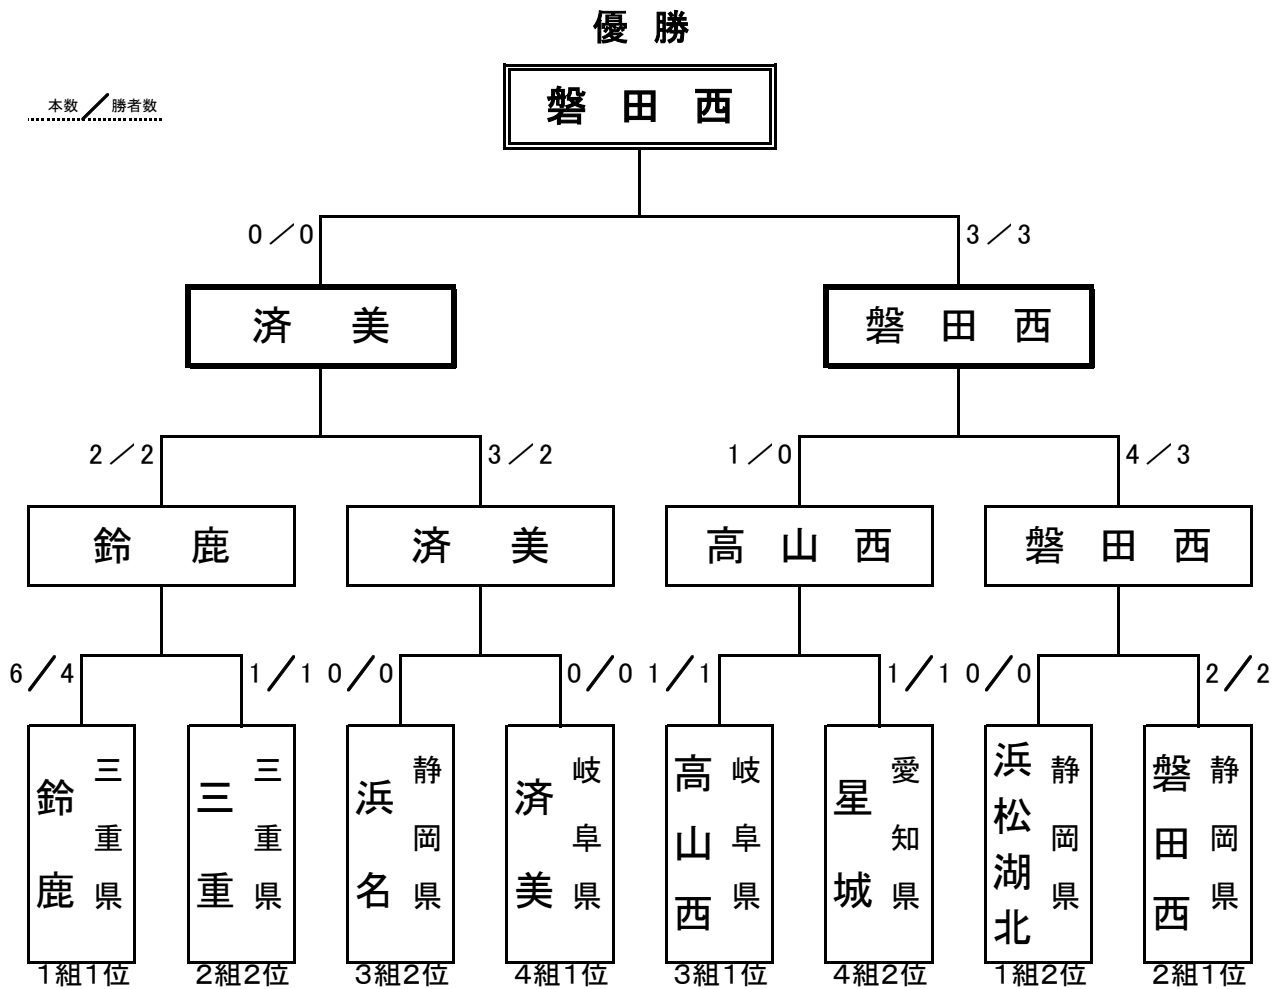 優 勝
磐 田 西
本数／勝者数
0／0 3／3
済 美 磐 田 西
2／2 3／2 1／0 4／3
鈴 鹿 済 美 高 山 西 磐 田 西
6／4 1／1 0／0 0／0 1／1 1／1 0／0 2／2
鈴鹿 三重県
三重 三重県
浜名 静岡県
済美 岐阜県
高山西 岐阜県
星城 愛知県
浜松湖北 静岡県
磐田西 静岡県
1組1位 2組2位 3組2位 4組1位 3組1位 4組2位 1組2位 2組1位